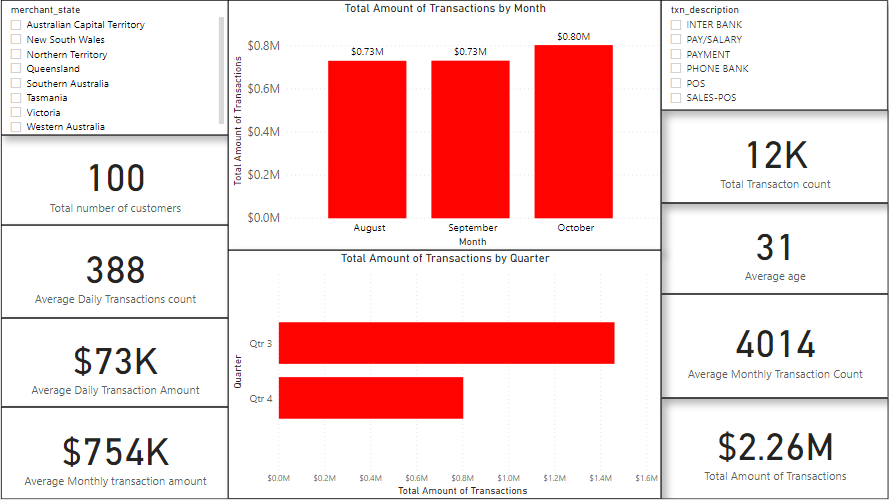 merchant_state
Australian Capital Territory
New South Wales
Northern Territory
Queensland
Southern Australia
Tasmania
Victoria
Western Australia
100
Total number of customers
388
Average Daily Transactions count
$73K
Average Daily Transaction Amount
$754K
Average Monthly transaction amount
Total Amount of Transactions by Month
Total Amount of Transactions
$0.8M
$0.6M
$0.4M
$0.2M
$0.0M
$0.73M
$0.73M
$0.80M
August
September
October
Month
Total Amount of Transactions by Quarter
Quarter
Qtr 3
Qtr 4
$0.0M $0.2M $0.4M $0.6M $0.8M $1.0M $1.2M $1.4M $1.6M
Total Amount of Transactions
txn_description
INTER BANK
PAY/SALARY
PAYMENT
PHONE BANK
POS
SALES-POS
12K
Total Transacton count
31
Average age
4014
Average Monthly Transaction Count
$2.26M
Total Amount of Transactions